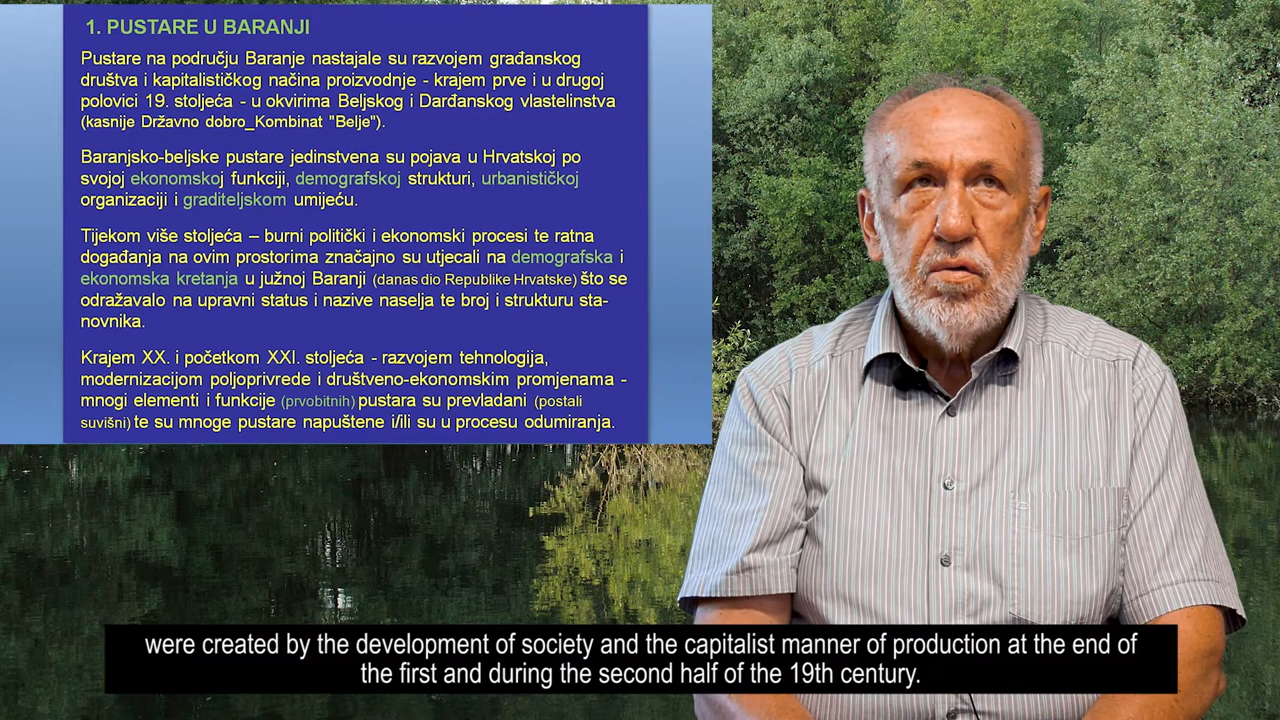 1. PUSTARE U BARANJI
Pustare na području Baranje nastajale su razvojem građanskog
društva i kapitalističkog načina proizvodnje - krajem prve i u drugoj
polovici 19. stoljeća - u okvirima Beljskog i Darđanskog vlastelinstva
(kasnije Državno dobro_Kombinat "Belje").
Baranjsko-beljske pustare jedinstvena su pojava u Hrvatskoj po
svojoj ekonomskoj funkciji, demografskoj strukturi, urbanističkoj
organizaciji i graditeljskom umijeću.
Tijekom više stoljeća – burni politički i ekonomski procesi te ratna
događanja na ovim prostorima značajno su utjecali na demografska i
ekonomska kretanja u južnoj Baranji (danas dio Republike Hrvatske) što se
odražavalo na upravni status i nazive naselja te broj i strukturu sta-
novnika.
Krajem XX. i početkom XXI. stoljeća - razvojem tehnologija,
modernizacijom poljoprivrede i društveno-ekonomskim promjenama -
mnogi elementi i funkcije (prvobitnih) pustara su prevladani (postali
suvišni) te su mnoge pustare napuštene i/ili su u procesu odumiranja.
were created by the development of society and the capitalist manner of production at the end of
the first and during the second half of the 19th century.